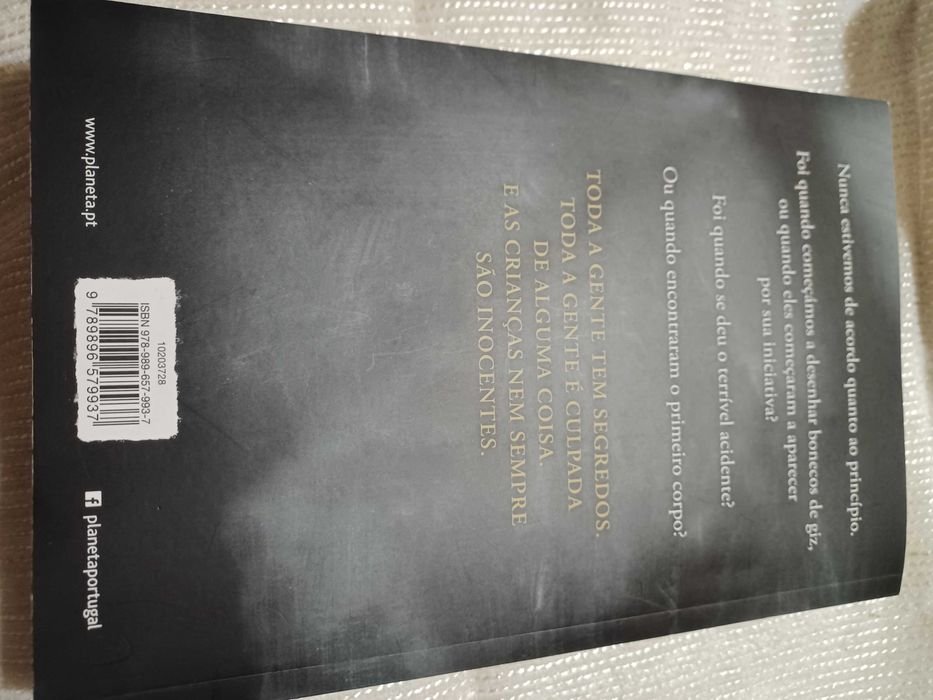 Nunca estivemos de acordo quanto ao princípio.
Foi quando começámos a desenhar bonecos de giz,
ou quando eles começaram a aparecer
por sua iniciativa?
Foi quando se deu o terrível acidente?
Ou quando encontraram o primeiro corpo?
TODA A GENTE TEM SEGREDOS.
TODA A GENTE É CULPADA
DE ALGUMA COISA.
E AS CRIANÇAS NEM SEMPRE
SÃO INOCENTES.
www.planeta.pt
10203728
ISBN 978-989-657-993-7
9 789896 579937
f planetaportugal